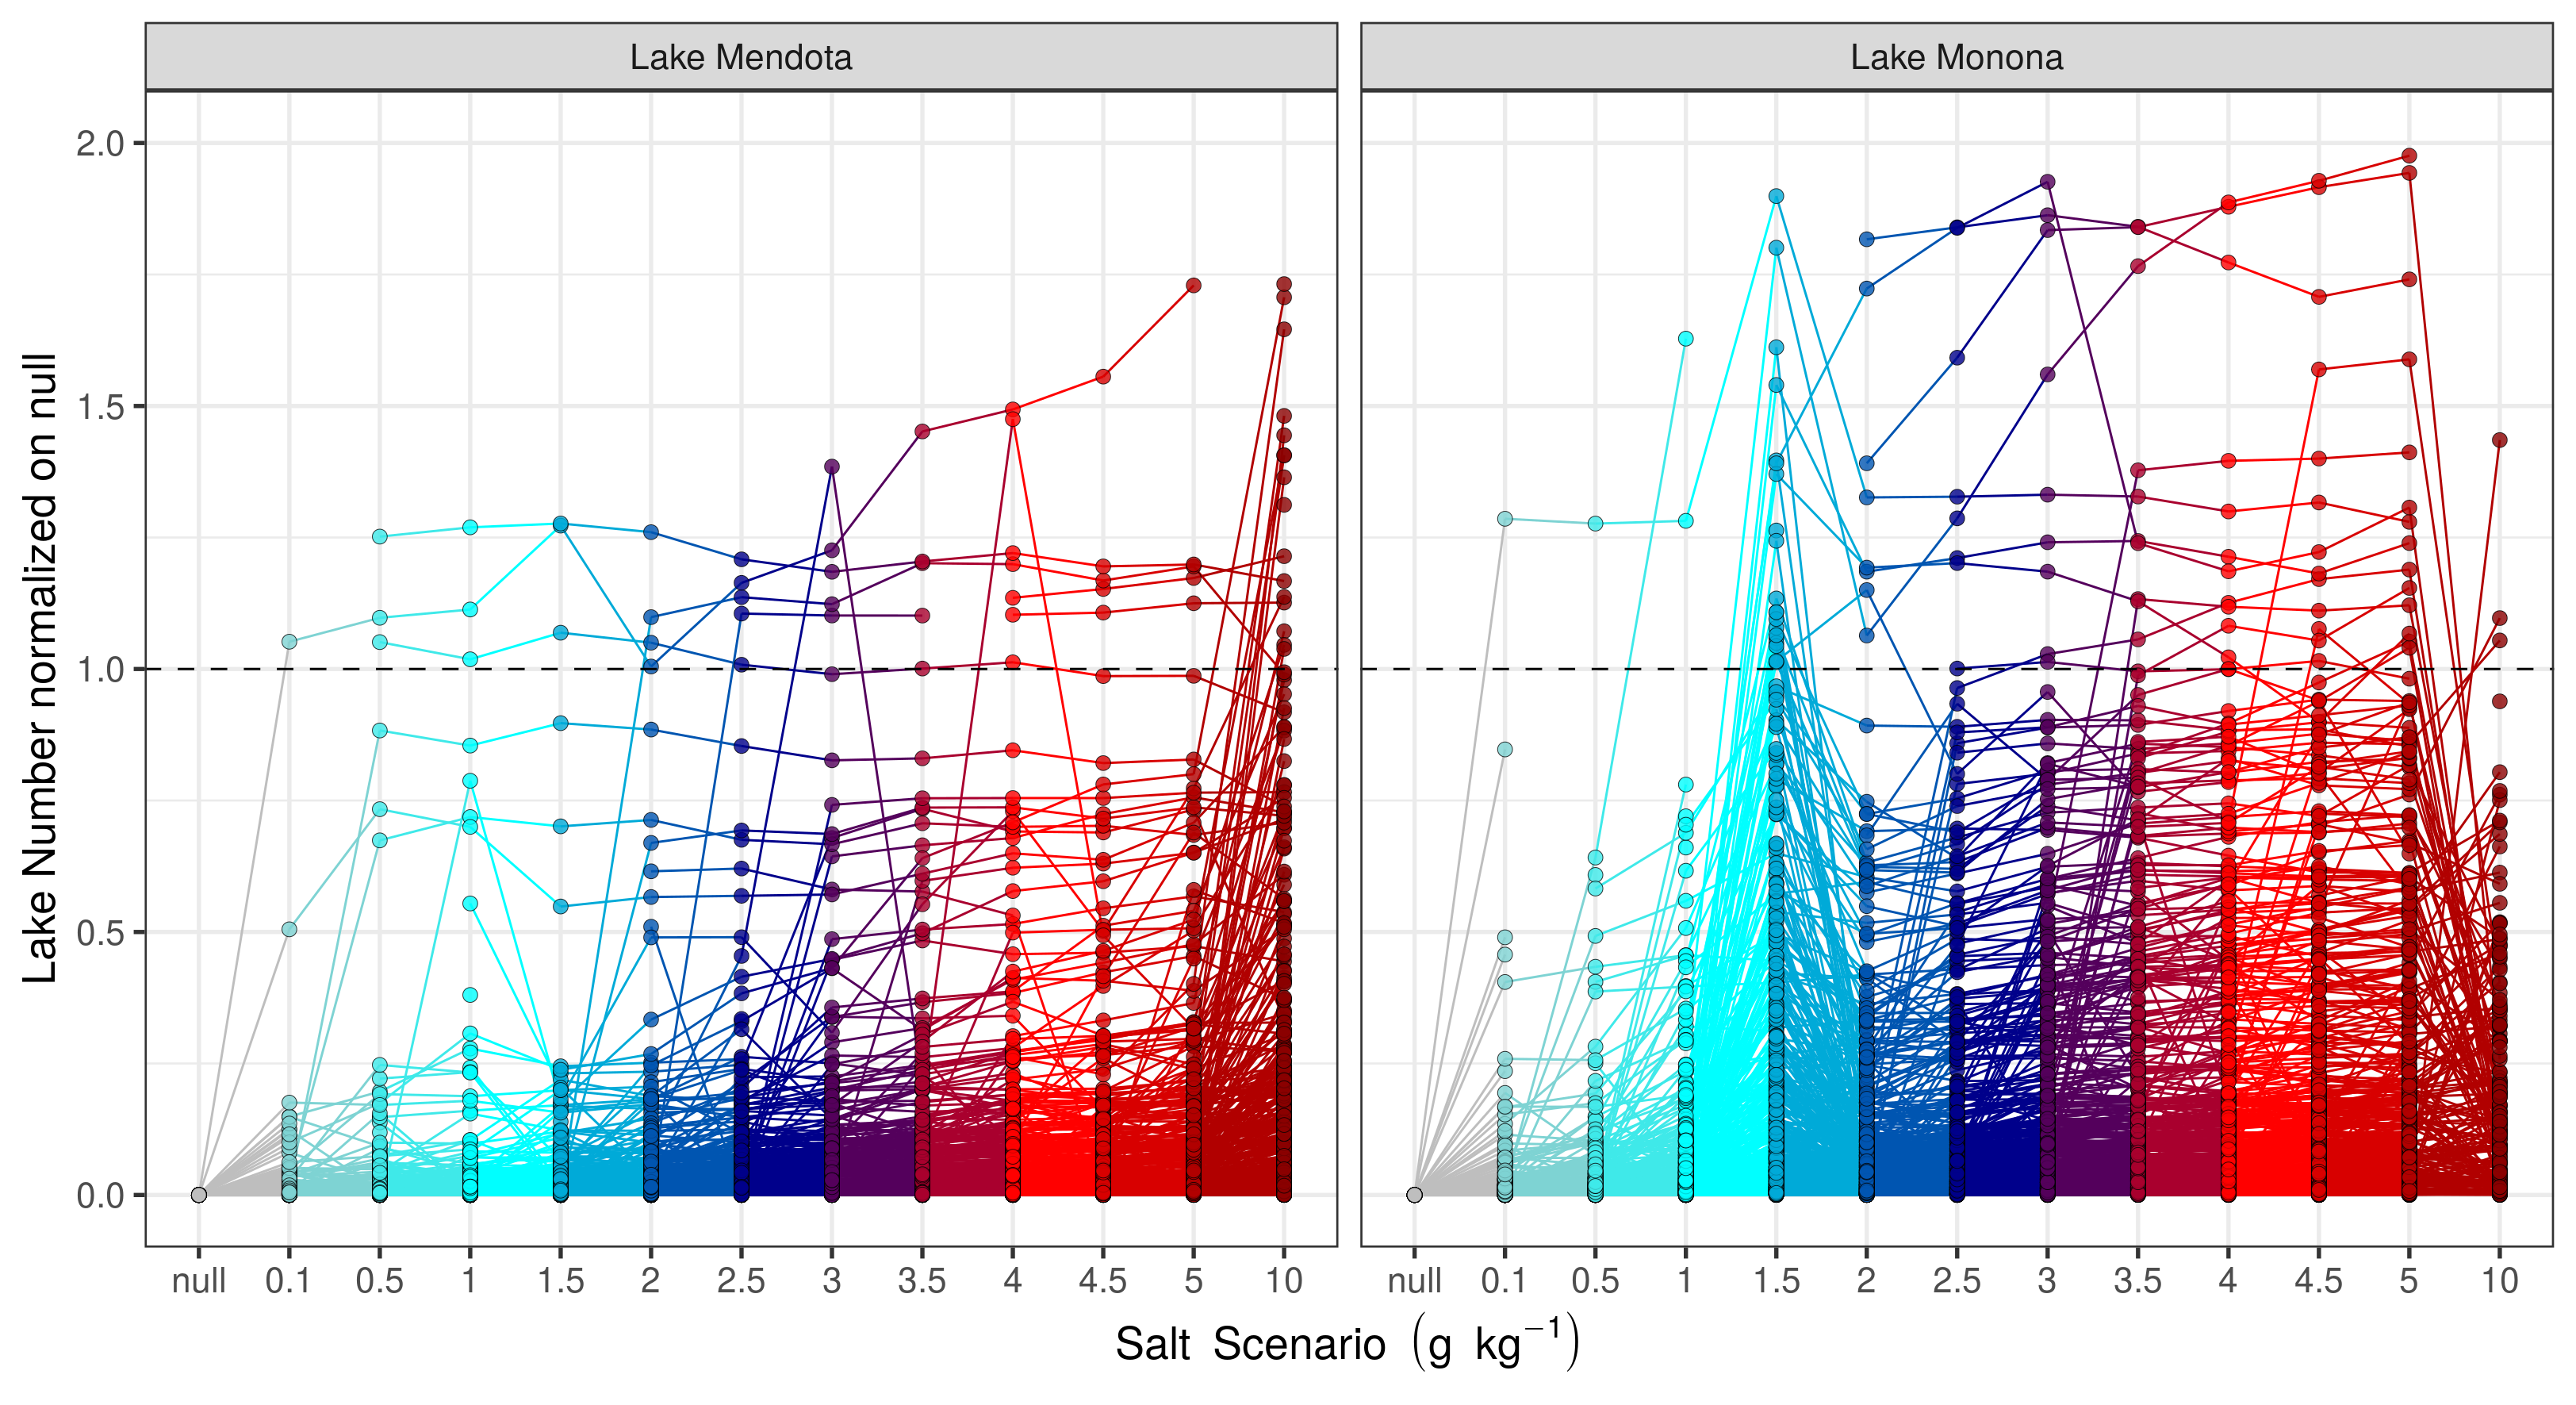 Lake Mendota
Lake Monona
Lake Number normalized on null
2.0
1.5
1.0
0.5
0.0
null 0.1 0.5 1 1.5 2 2.5 3 3.5 4 4.5 5 10
null 0.1 0.5 1 1.5 2 2.5 3 3.5 4 4.5 5 10
Salt Scenario (g kg⁻¹)